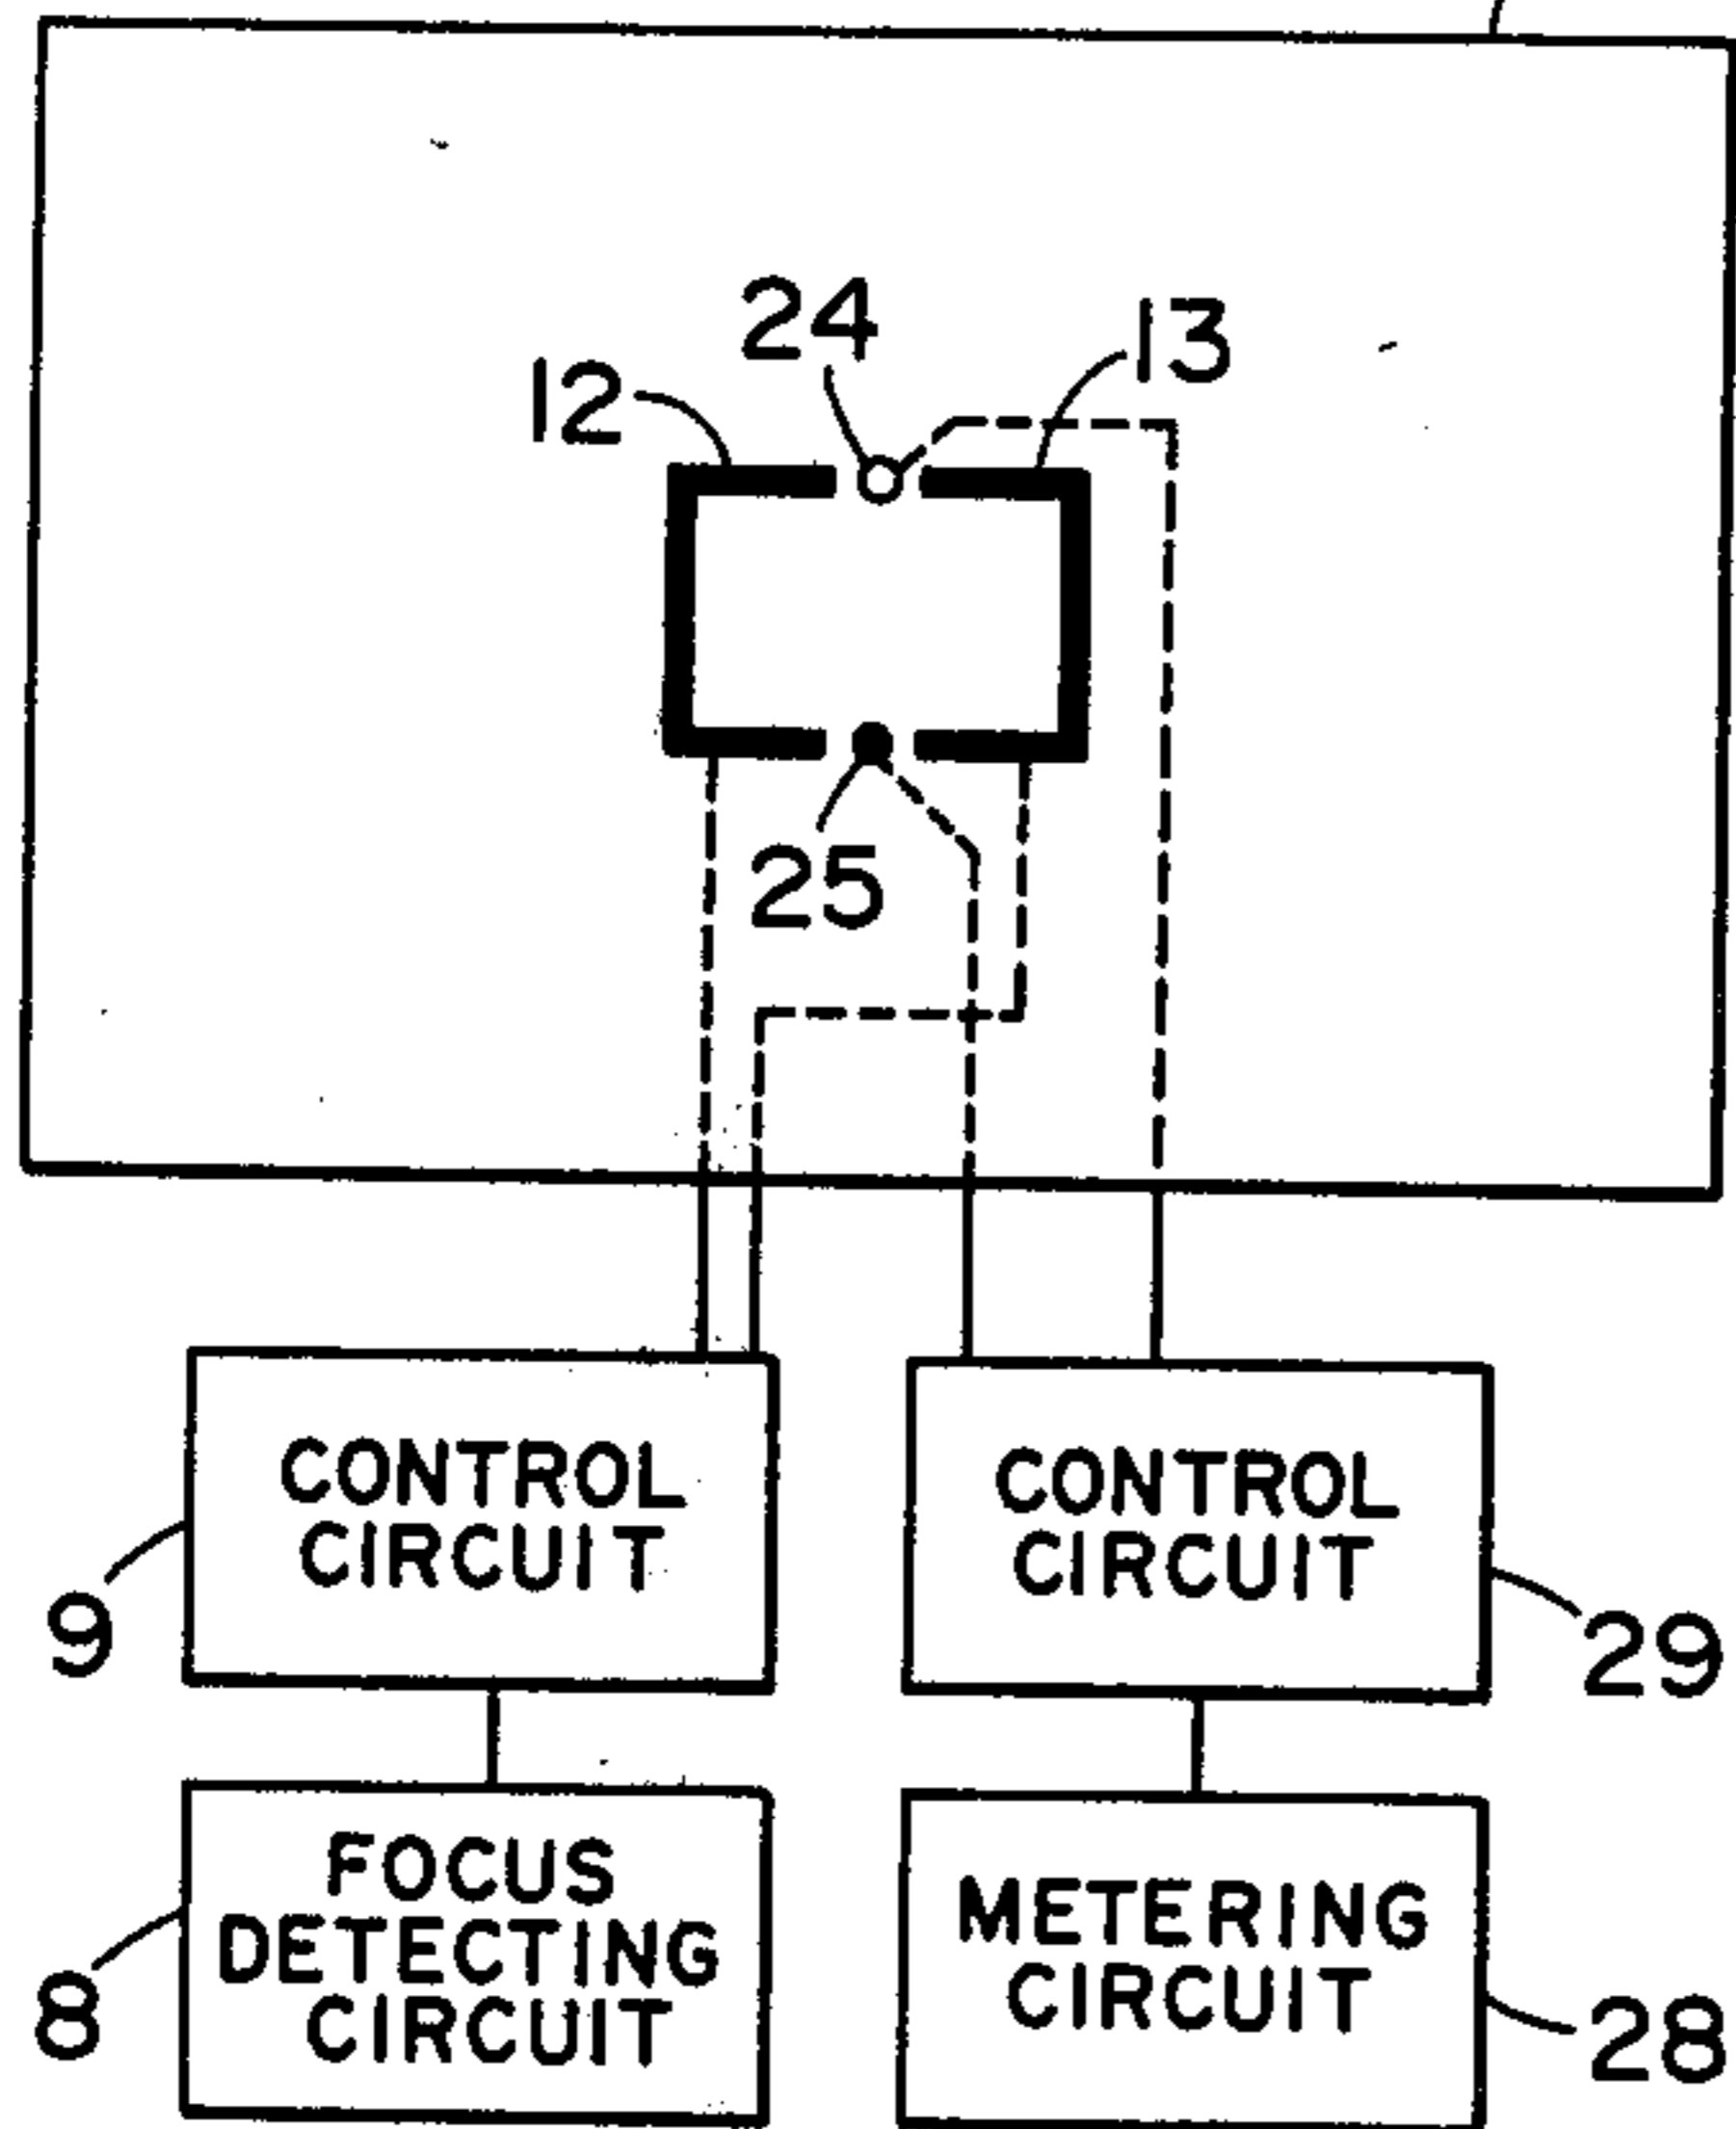 24
13
12
25
CONTROL
CIRCUIT
9
CONTROL
CIRCUIT
29
FOCUS
DETECTING
CIRCUIT
8
METERING
CIRCUIT
28